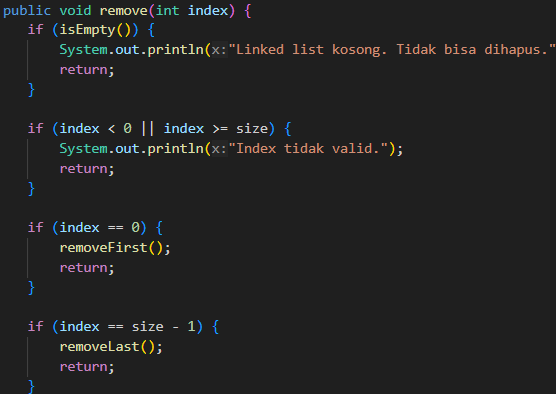 public void remove(int index) {
    if (isEmpty()) {
        System.out.println(x:"Linked list kosong. Tidak bisa dihapus."
        return;
    }

    if (index < 0 || index >= size) {
        System.out.println(x:"Index tidak valid.");
        return;
    }

    if (index == 0) {
        removeFirst();
        return;
    }

    if (index == size - 1) {
        removeLast();
        return;
    }